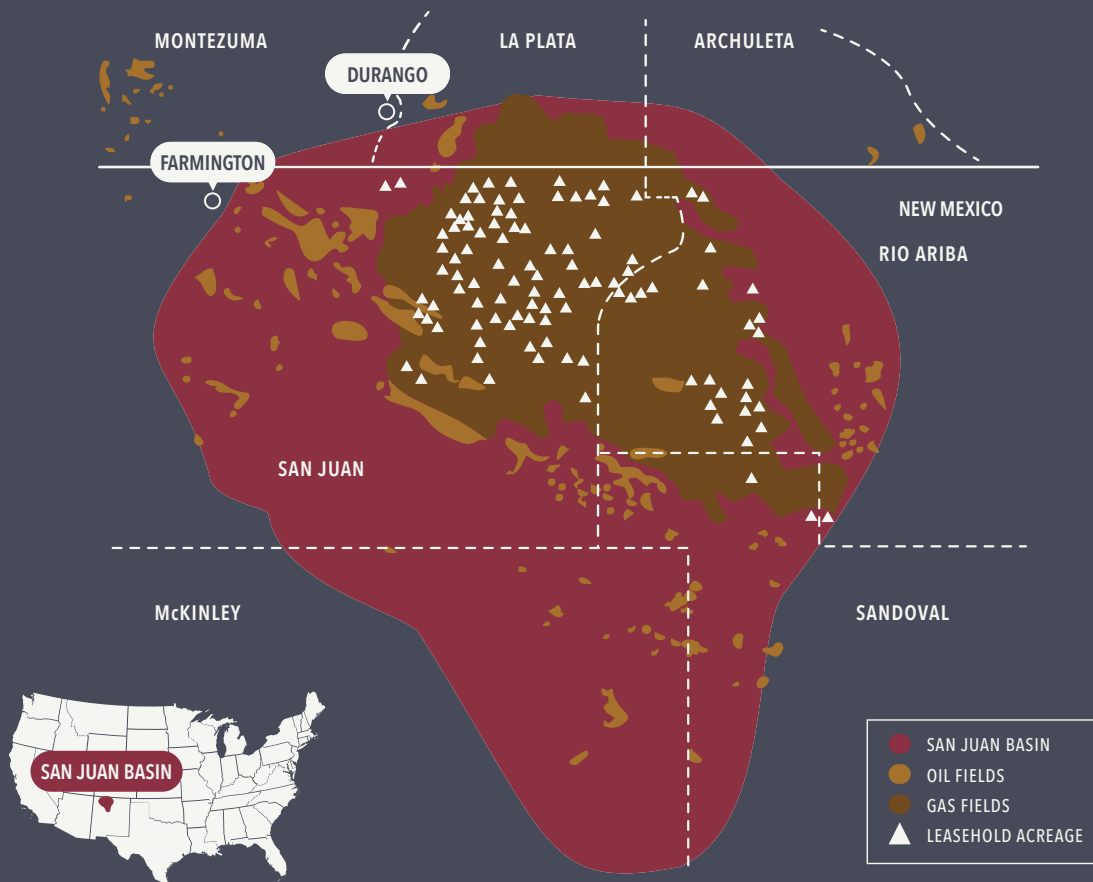 MONTEZUMA
LA PLATA
ARCHULETA
DURANGO
FARMINGTON
NEW MEXICO
RIO ARIBA
SAN JUAN
McKINLEY
SANDOVAL
SAN JUAN BASIN
SAN JUAN BASIN
OIL FIELDS
GAS FIELDS
LEASEHOLD ACREAGE